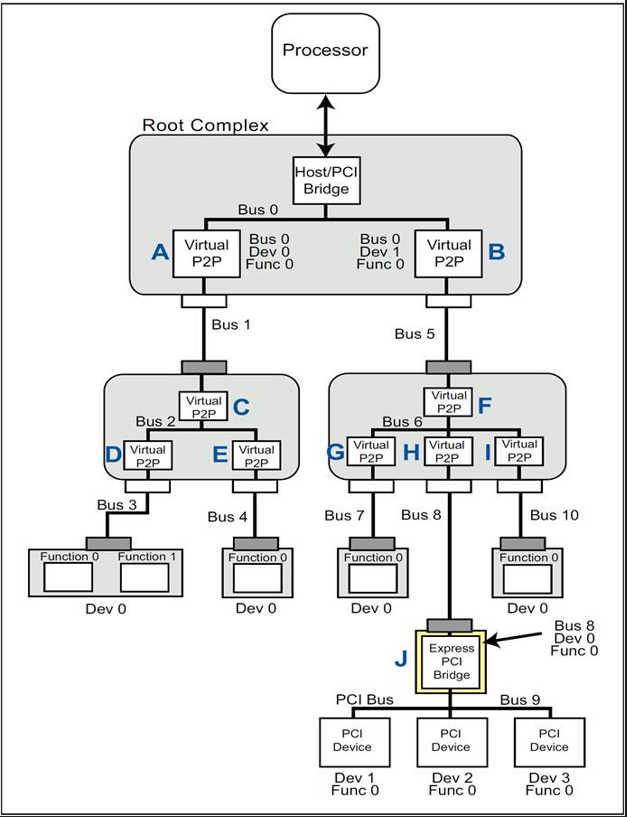 Processor
Root Complex
Host/PCI
Bridge
Bus 0
A
Virtual
P2P
Bus 0
Dev 0
Func 0
Bus 0
Dev 1
Func 0
Virtual
P2P
B
Bus 1
Bus 5
Virtual
P2P
C
Bus 2
D
Virtual
P2P
E
Virtual
P2P
Virtual
P2P
F
Bus 6
G
Virtual
P2P
H
Virtual
P2P
I
Virtual
P2P
Bus 3
Bus 4
Bus 7
Bus 8
Bus 10
Function 0
Function 1
Dev 0
Function 0
Dev 0
Function 0
Dev 0
Function 0
Dev 0
J
Express
PCI
Bridge
Bus 8
Dev 0
Func 0
PCI Bus
Bus 9
PCI
Device
PCI
Device
PCI
Device
Dev 1
Func 0
Dev 2
Func 0
Dev 3
Func 0